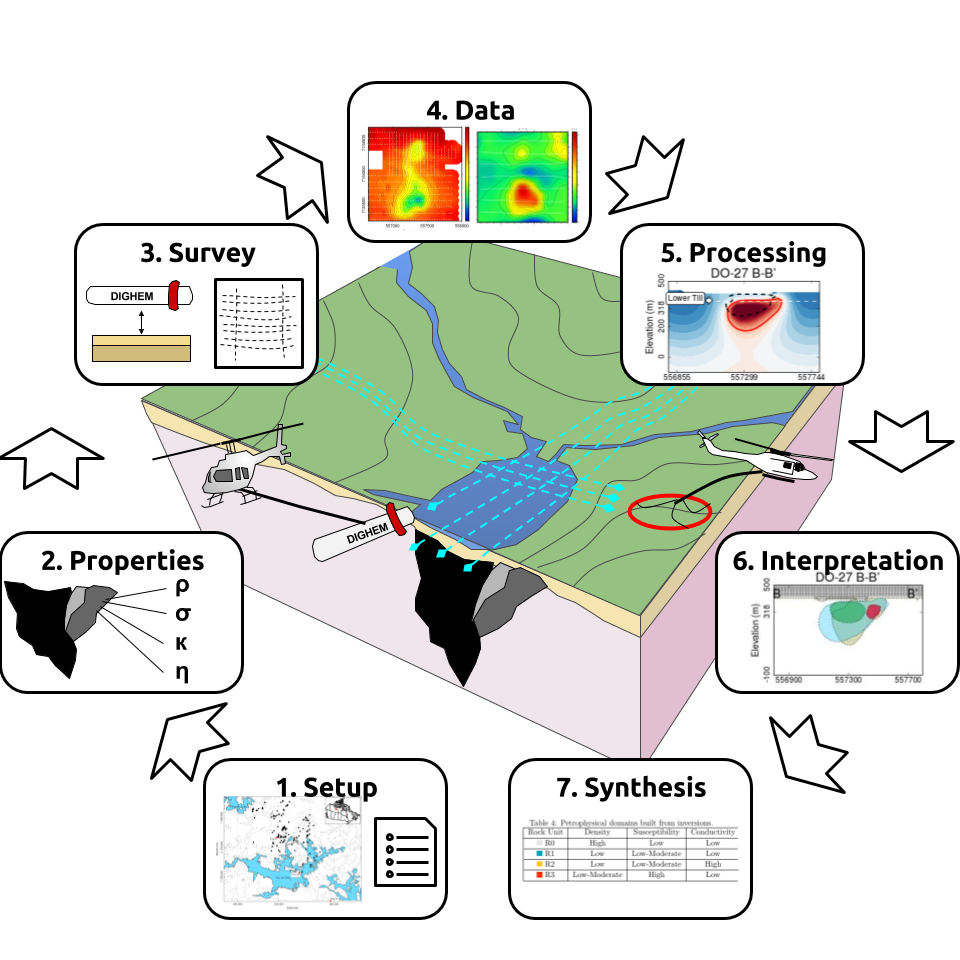 4. Data
3. Survey
DIGHEM
5. Processing
DO-27 B-B'
Lower Till
Elevation (m)
500
318
200
0
556855 557299 557744
DIGHEM
2. Properties
ρ
σ
κ
η
6. Interpretation
DO-27 B-B'
B B'
Elevation (m)
500
318
-100
556900 557300 557700
1. Setup
7. Synthesis
Table 4: Petrophysical domains built from inversions.
Rock Unit Density Susceptibility Conductivity
R0 High Low Low
R1 Low Low-Moderate Low
R2 Low Low-Moderate High
R3 Low-Moderate High Low